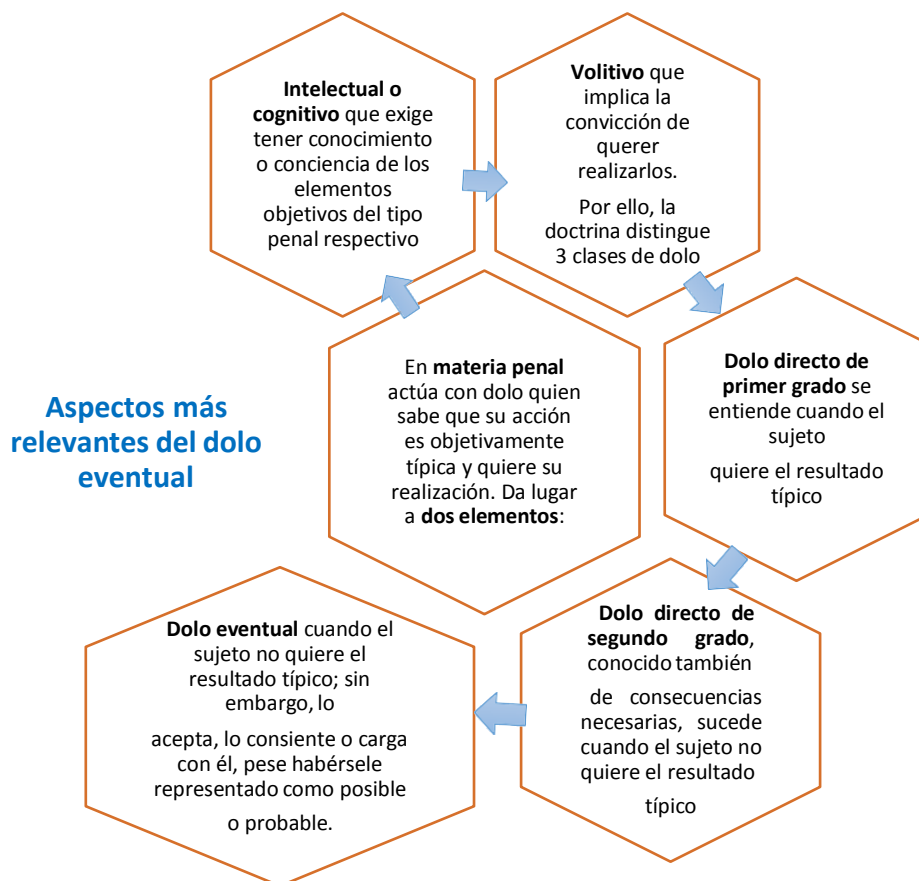 Aspectos más
relevantes del dolo
eventual
En materia penal
actúa con dolo quien
sabe que su acción
es objetivamente
típica y quiere su
realización. Da lugar
a dos elementos:
Intelectual o
cognitivo que exige
tener conocimiento
o conciencia de los
elementos
objetivos del tipo
penal respectivo
Volitivo que
implica la
convicción de
querer
realizarlos.
Por ello, la
doctrina distingue
3 clases de dolo
Dolo directo de
primer grado se
entiende cuando el
sujeto
quiere el resultado
típico
Dolo directo de
segundo grado,
conocido también
de consecuencias
necesarias, sucede
cuando el sujeto no
quiere el resultado
típico
Dolo eventual cuando el
sujeto no quiere el
resultado típico; sin
embargo, lo
acepta, lo consiente o carga
con él, pese habérsele
representado como posible
o probable.